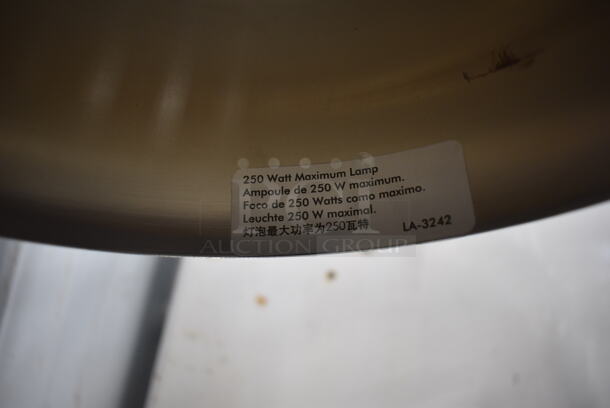 250 Watt Maximum Lamp
Ampoule de 250 W maximum.
Foco de 250 Watts como maximo.
Leuchte 250 W maximal.
灯泡最大功率为250瓦特
LA-3242
AUCTION GROUP